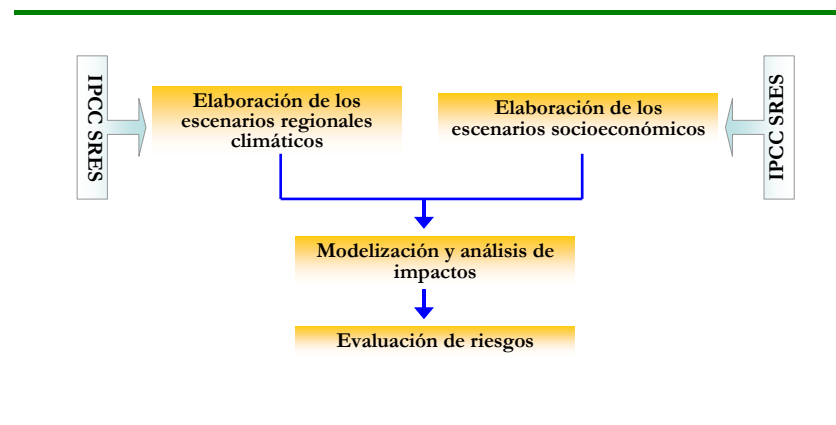 IPCC SRES
Elaboración de los
escenarios regionales
climáticos
Elaboración de los
escenarios socioeconómicos
IPCC SRES
Modelización y análisis de
impactos
Evaluación de riesgos